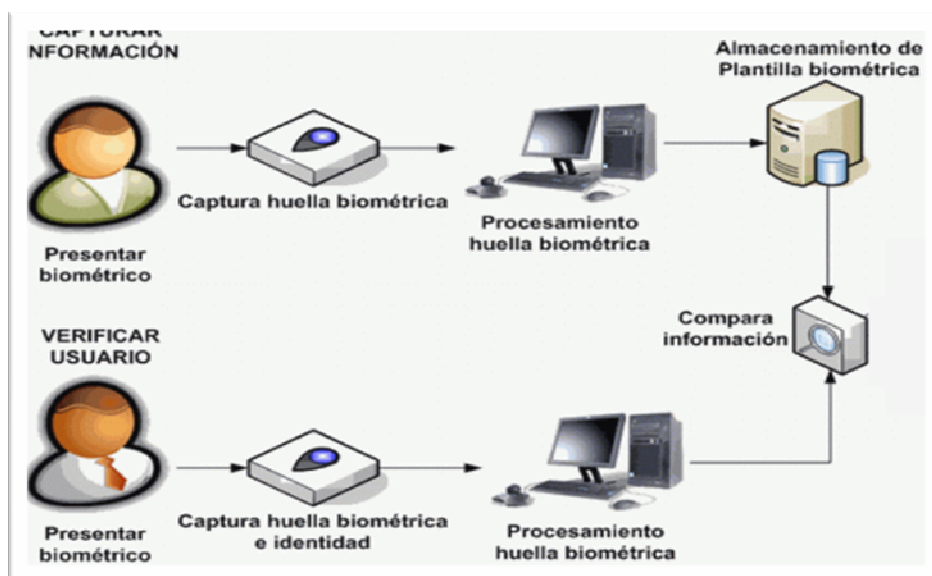 CAPTURAR
NFORMACIÓN
Almacenamiento de
Plantilla biométrica
Captura huella biométrica
Procesamiento
huella biométrica
Presentar
biométrico
Compara
información
VERIFICAR
USUARIO
Captura huella biométrica
e identidad
Procesamiento
huella biométrica
Presentar
biométrico